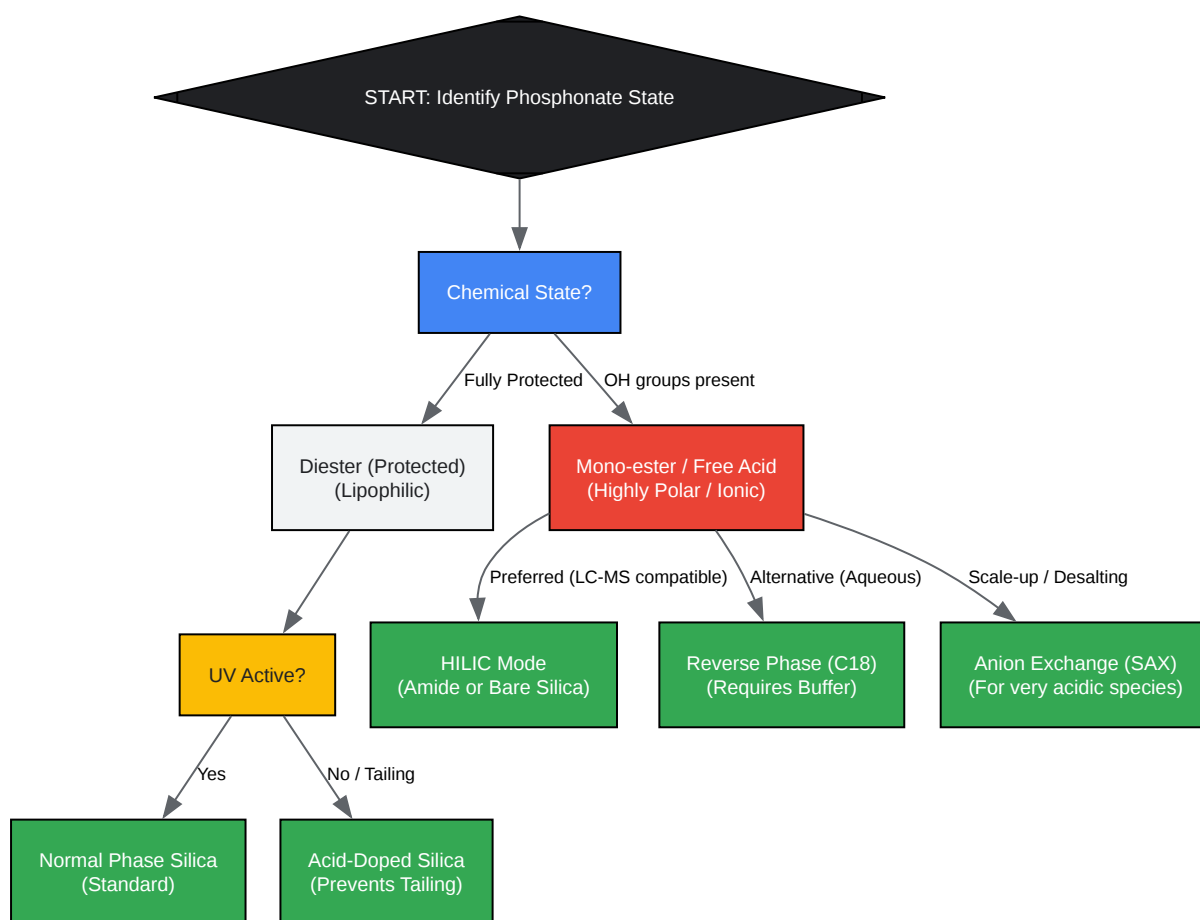 START: Identify Phosphonate State
Chemical State?
Fully Protected
OH groups present
Diester (Protected)
(Lipophilic)
Mono-ester / Free Acid
(Highly Polar / Ionic)
Preferred (LC-MS compatible)
Alternative (Aqueous)
Scale-up / Desalting
UV Active?
HILIC Mode
(Amide or Bare Silica)
Reverse Phase (C18)
(Requires Buffer)
Anion Exchange (SAX)
(For very acidic species)
Yes
No / Tailing
Normal Phase Silica
(Standard)
Acid-Doped Silica
(Prevents Tailing)